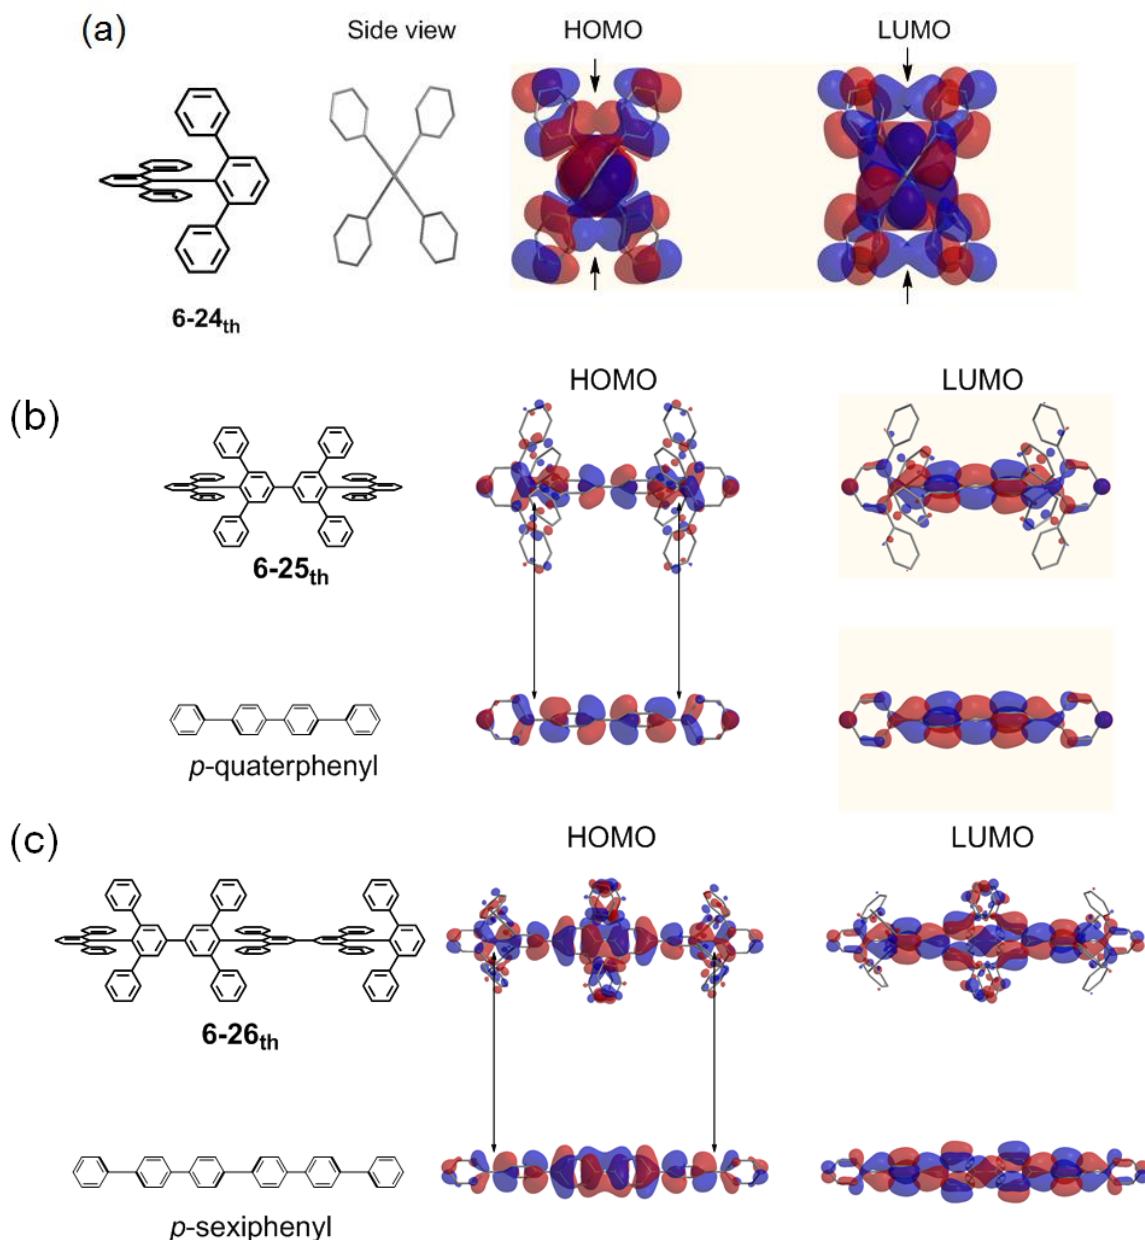 (a)
Side view
HOMO
LUMO
6-24th
(b)
HOMO
LUMO
6-25th
p-quaterphenyl
(c)
HOMO
LUMO
6-26th
p-sexiphenyl